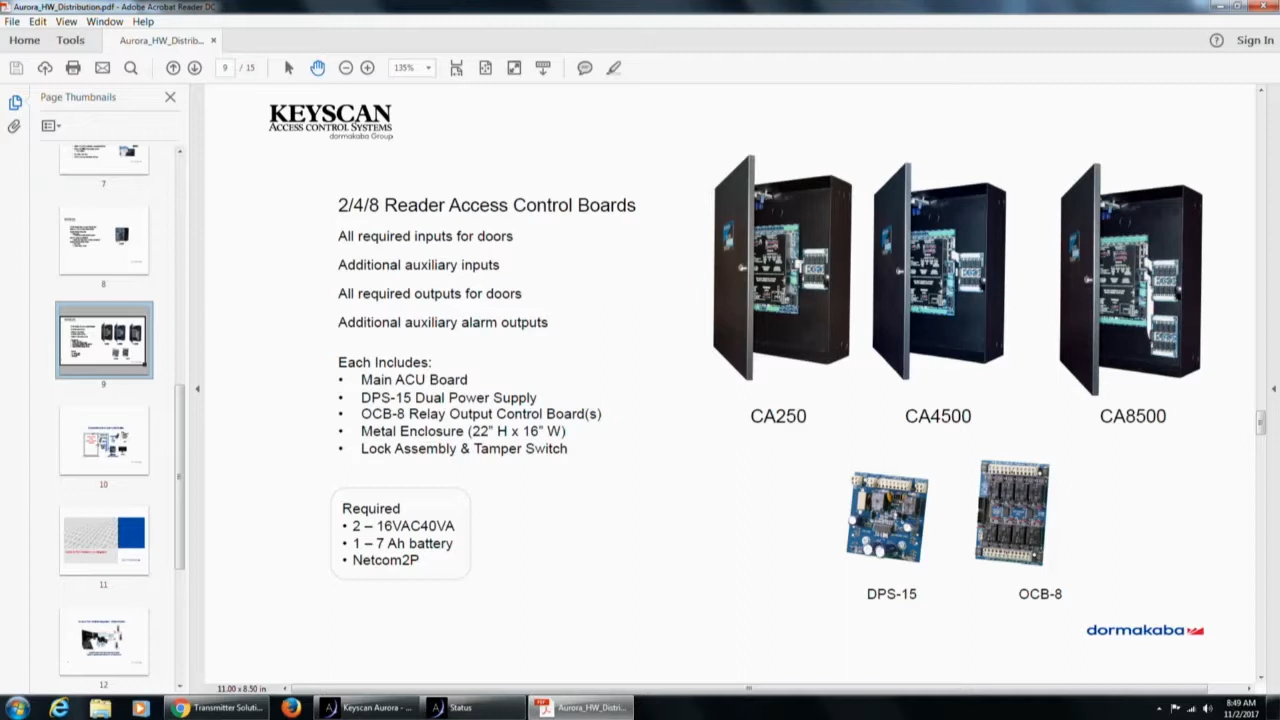 Aurora_HW_Distribution.pdf - Adobe Acrobat Reader DC
File Edit View Window Help
Home Tools Aurora_HW_Distrib... × Sign In
9 / 15 135%
Page Thumbnails
7
8
9
10
11
12
KEYSCAN
ACCESS CONTROL SYSTEMS
dormakaba Group
2/4/8 Reader Access Control Boards
All required inputs for doors
Additional auxiliary inputs
All required outputs for doors
Additional auxiliary alarm outputs
Each Includes:
• Main ACU Board
• DPS-15 Dual Power Supply
• OCB-8 Relay Output Control Board(s)
• Metal Enclosure (22" H x 16" W)
• Lock Assembly & Tamper Switch
Required
• 2 – 16VAC40VA
• 1 – 7 Ah battery
• Netcom2P
CA250 CA4500 CA8500
DPS-15 OCB-8
dormakaba
11.00 x 8.50 in
Transmitter Soluti... Keyscan Aurora - ... Status Aurora_HW_Distri...
8:49 AM
11/2/2017